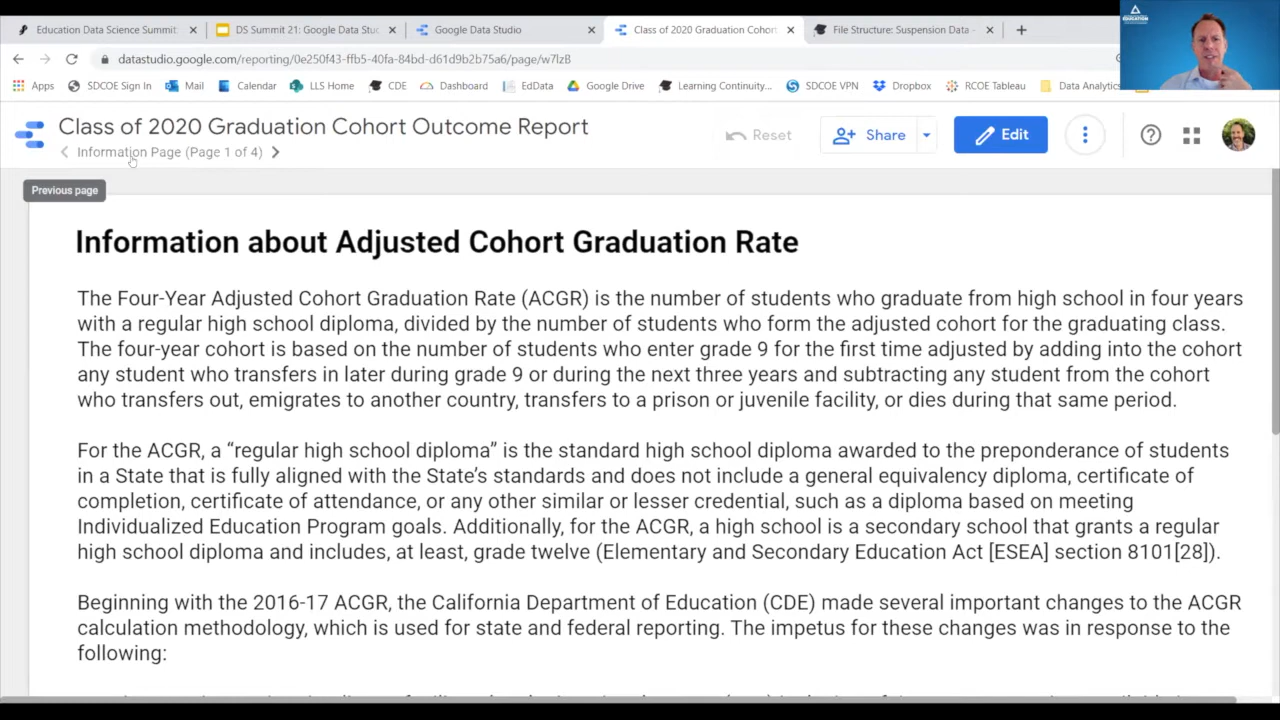 Education Data Science Summit
DS Summit 21: Google Data Stud
Google Data Studio
Class of 2020 Graduation Cohort
File Structure: Suspension Data -
datastudio.google.com/reporting/0e250f43-ffb5-40fa-84bd-d61d9b2b75a6/page/w7lzB
Apps
SDCOE Sign In
Mail
Calendar
LLS Home
CDE
Dashboard
EdData
Google Drive
Learning Continuity...
SDCOE VPN
Dropbox
RCOE Tableau
Data Analytics
EDUCATION
Class of 2020 Graduation Cohort Outcome Report
Information Page (Page 1 of 4)
Reset
Share
Edit
Previous page
Information about Adjusted Cohort Graduation Rate
The Four-Year Adjusted Cohort Graduation Rate (ACGR) is the number of students who graduate from high school in four years
with a regular high school diploma, divided by the number of students who form the adjusted cohort for the graduating class.
The four-year cohort is based on the number of students who enter grade 9 for the first time adjusted by adding into the cohort
any student who transfers in later during grade 9 or during the next three years and subtracting any student from the cohort
who transfers out, emigrates to another country, transfers to a prison or juvenile facility, or dies during that same period.
For the ACGR, a “regular high school diploma” is the standard high school diploma awarded to the preponderance of students
in a State that is fully aligned with the State’s standards and does not include a general equivalency diploma, certificate of
completion, certificate of attendance, or any other similar or lesser credential, such as a diploma based on meeting
Individualized Education Program goals. Additionally, for the ACGR, a high school is a secondary school that grants a regular
high school diploma and includes, at least, grade twelve (Elementary and Secondary Education Act [ESEA] section 8101[28]).
Beginning with the 2016-17 ACGR, the California Department of Education (CDE) made several important changes to the ACGR
calculation methodology, which is used for state and federal reporting. The impetus for these changes was in response to the
following: